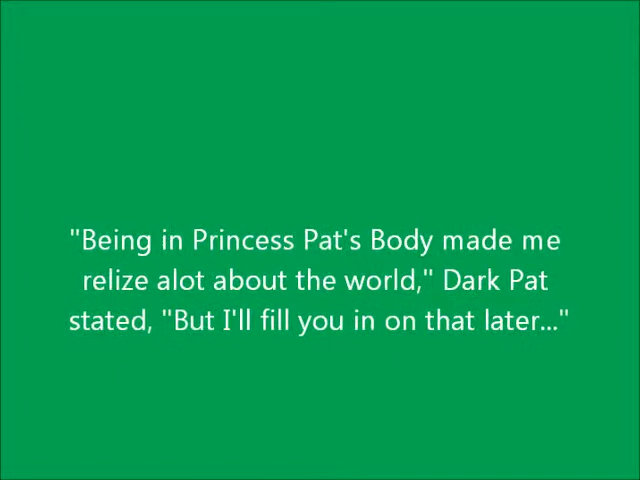 "Being in Princess Pat's Body made me
relize alot about the world," Dark Pat
stated, "But I'll fill you in on that later..."